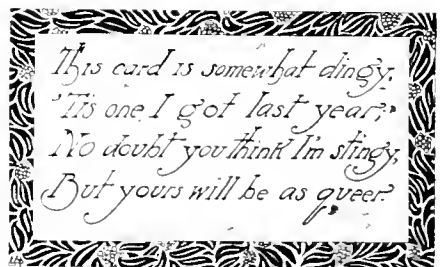 This card is somewhat dingy;
'Tis one I got last year;
No doubt you think I'm stingy,
But yours will be as queer.